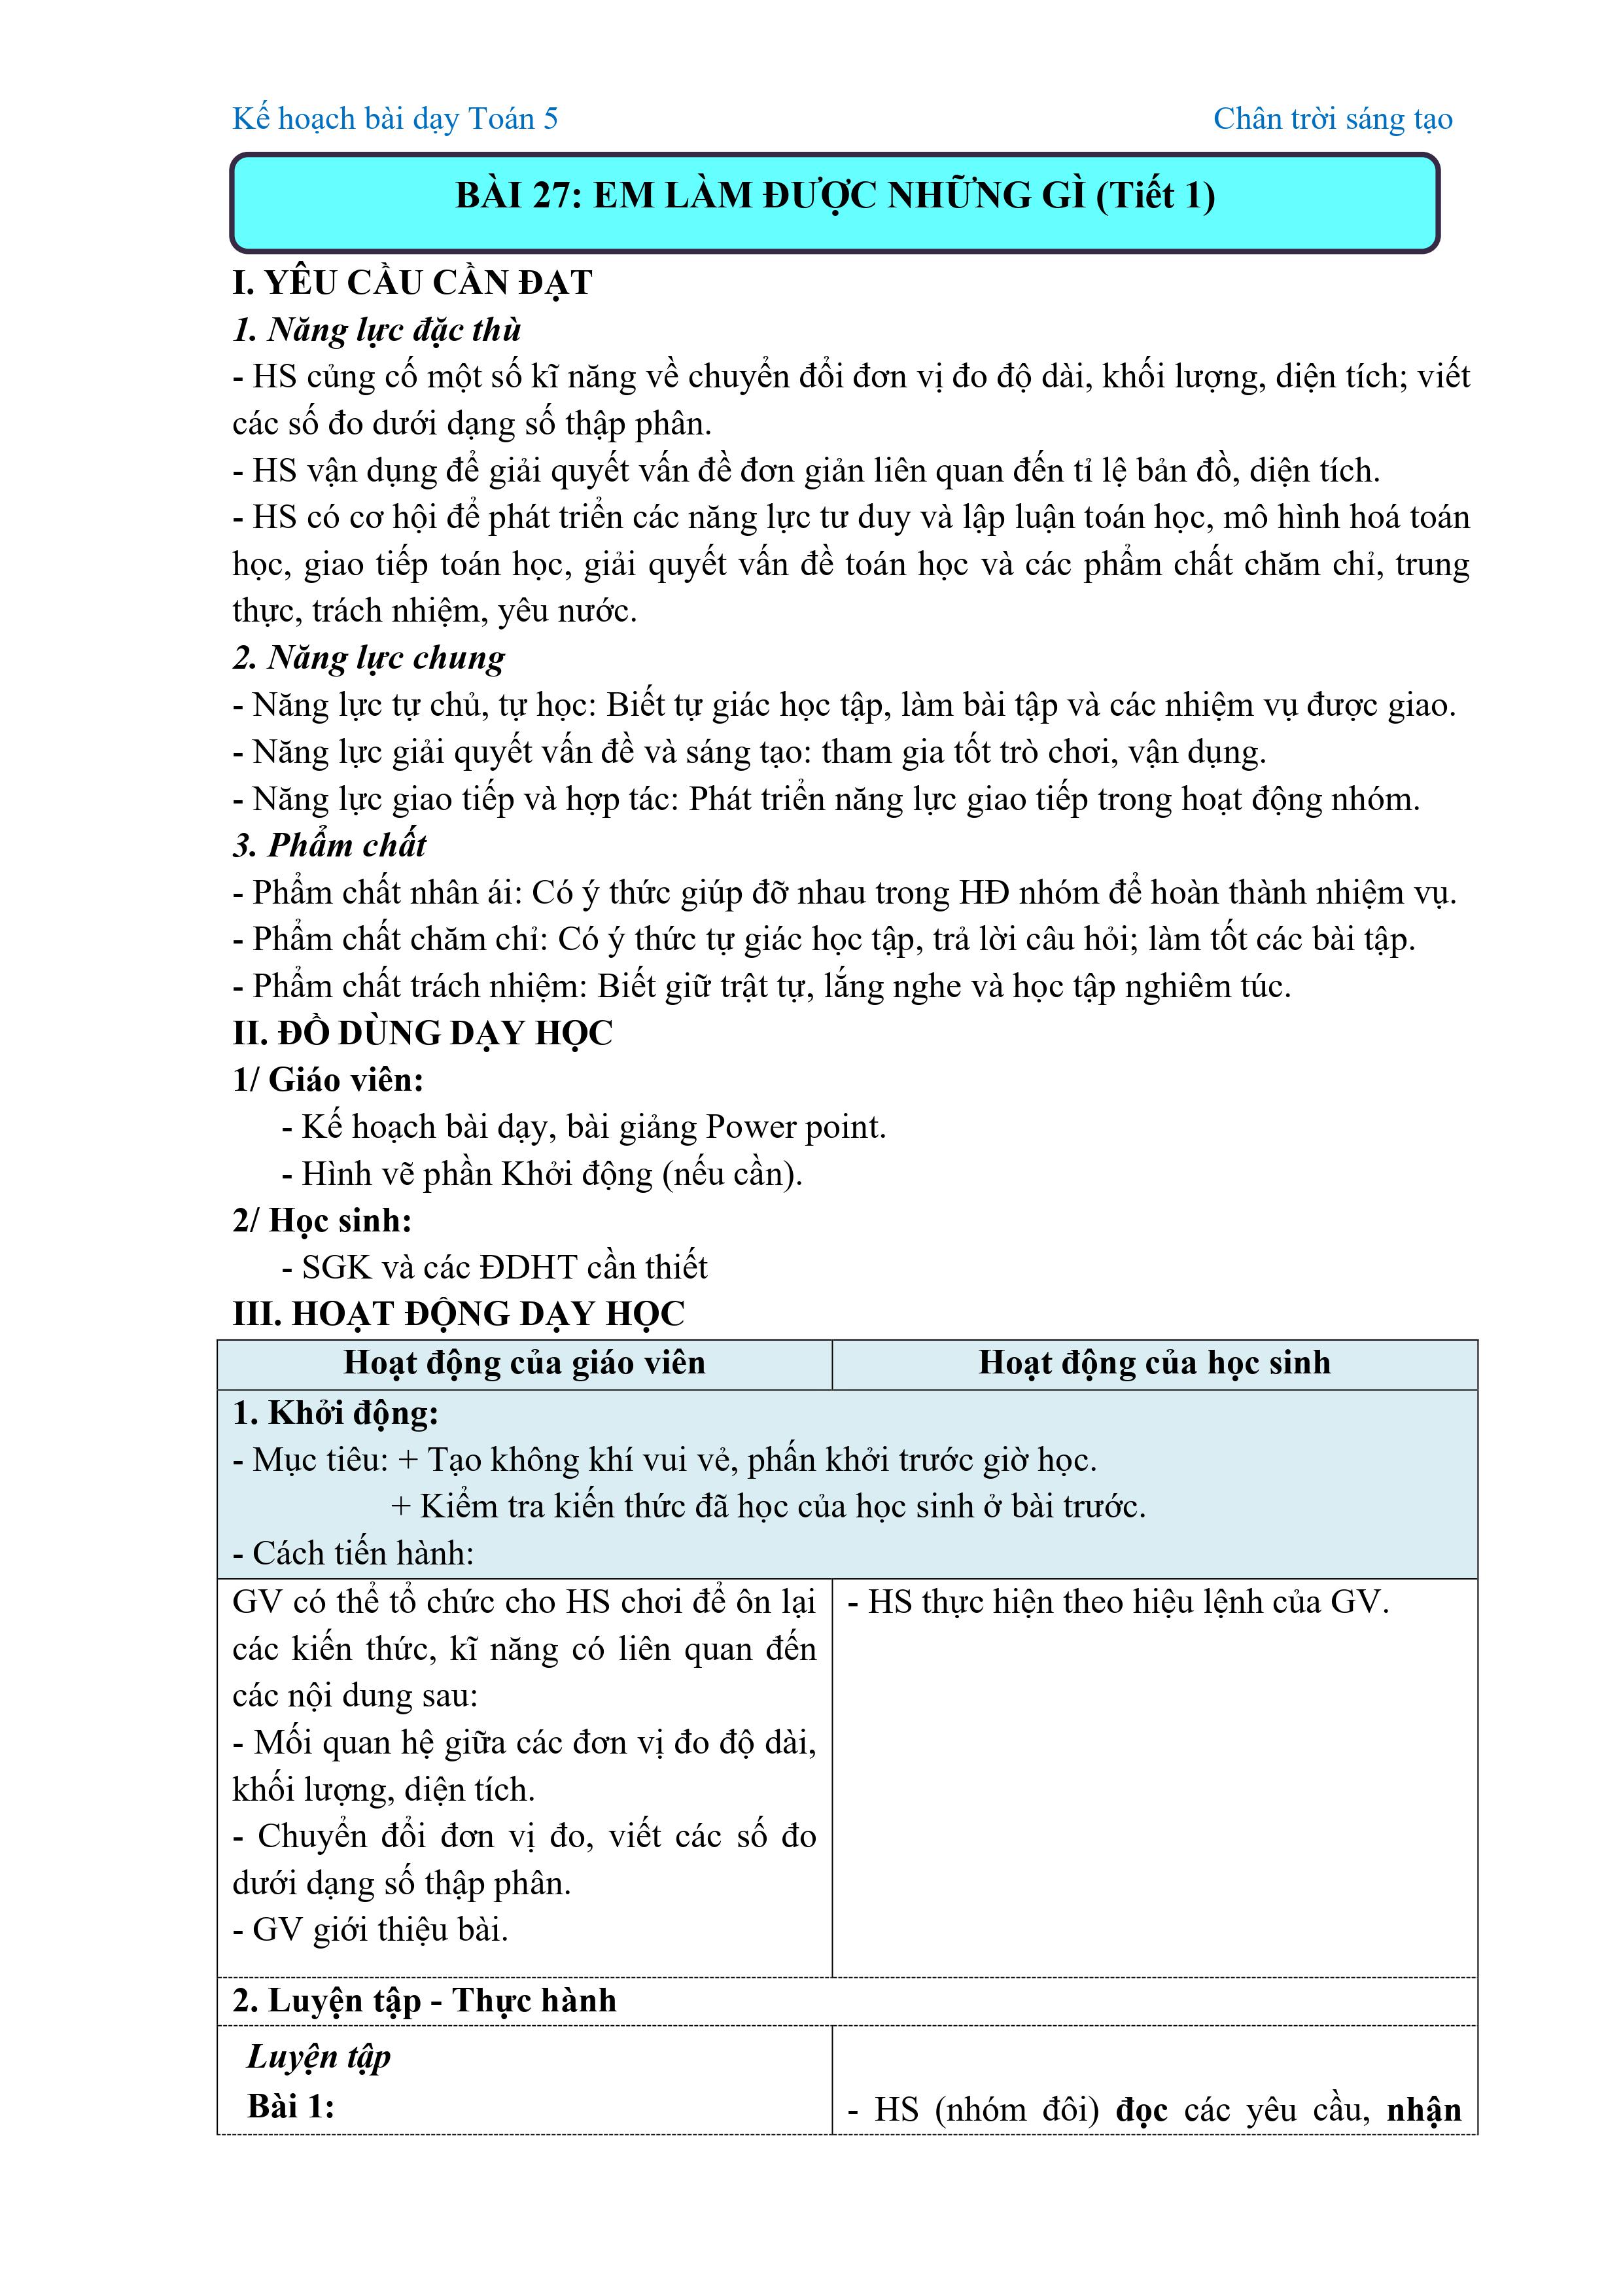 Kế hoạch bài dạy Toán 5 Chân trời sáng tạo
BÀI 27: EM LÀM ĐƯỢC NHỮNG GÌ (Tiết 1)
I. YÊU CẦU CẦN ĐẠT
1. Năng lực đặc thù
- HS củng cố một số kĩ năng về chuyển đổi đơn vị đo độ dài, khối lượng, diện tích; viết
các số đo dưới dạng số thập phân.
- HS vận dụng để giải quyết vấn đề đơn giản liên quan đến tỉ lệ bản đồ, diện tích.
- HS có cơ hội để phát triển các năng lực tư duy và lập luận toán học, mô hình hoá toán
học, giao tiếp toán học, giải quyết vấn đề toán học và các phẩm chất chăm chỉ, trung
thực, trách nhiệm, yêu nước.
2. Năng lực chung
- Năng lực tự chủ, tự học: Biết tự giác học tập, làm bài tập và các nhiệm vụ được giao.
- Năng lực giải quyết vấn đề và sáng tạo: tham gia tốt trò chơi, vận dụng.
- Năng lực giao tiếp và hợp tác: Phát triển năng lực giao tiếp trong hoạt động nhóm.
3. Phẩm chất
- Phẩm chất nhân ái: Có ý thức giúp đỡ nhau trong HĐ nhóm để hoàn thành nhiệm vụ.
- Phẩm chất chăm chỉ: Có ý thức tự giác học tập, trả lời câu hỏi; làm tốt các bài tập.
- Phẩm chất trách nhiệm: Biết giữ trật tự, lắng nghe và học tập nghiêm túc.
II. ĐỒ DÙNG DẠY HỌC
1/ Giáo viên:
- Kế hoạch bài dạy, bài giảng Power point.
- Hình vẽ phần Khởi động (nếu cần).
2/ Học sinh:
- SGK và các ĐDHT cần thiết
III. HOẠT ĐỘNG DẠY HỌC
Hoạt động của giáo viên Hoạt động của học sinh
1. Khởi động:
- Mục tiêu: + Tạo không khí vui vẻ, phấn khởi trước giờ học.
+ Kiểm tra kiến thức đã học của học sinh ở bài trước.
- Cách tiến hành:
GV có thể tổ chức cho HS chơi để ôn lại
các kiến thức, kĩ năng có liên quan đến
các nội dung sau:
- Mối quan hệ giữa các đơn vị đo độ dài,
khối lượng, diện tích.
- Chuyển đổi đơn vị đo, viết các số đo
dưới dạng số thập phân.
- GV giới thiệu bài.
- HS thực hiện theo hiệu lệnh của GV.
2. Luyện tập - Thực hành
Luyện tập
Bài 1:
- HS (nhóm đôi) đọc các yêu cầu, nhận